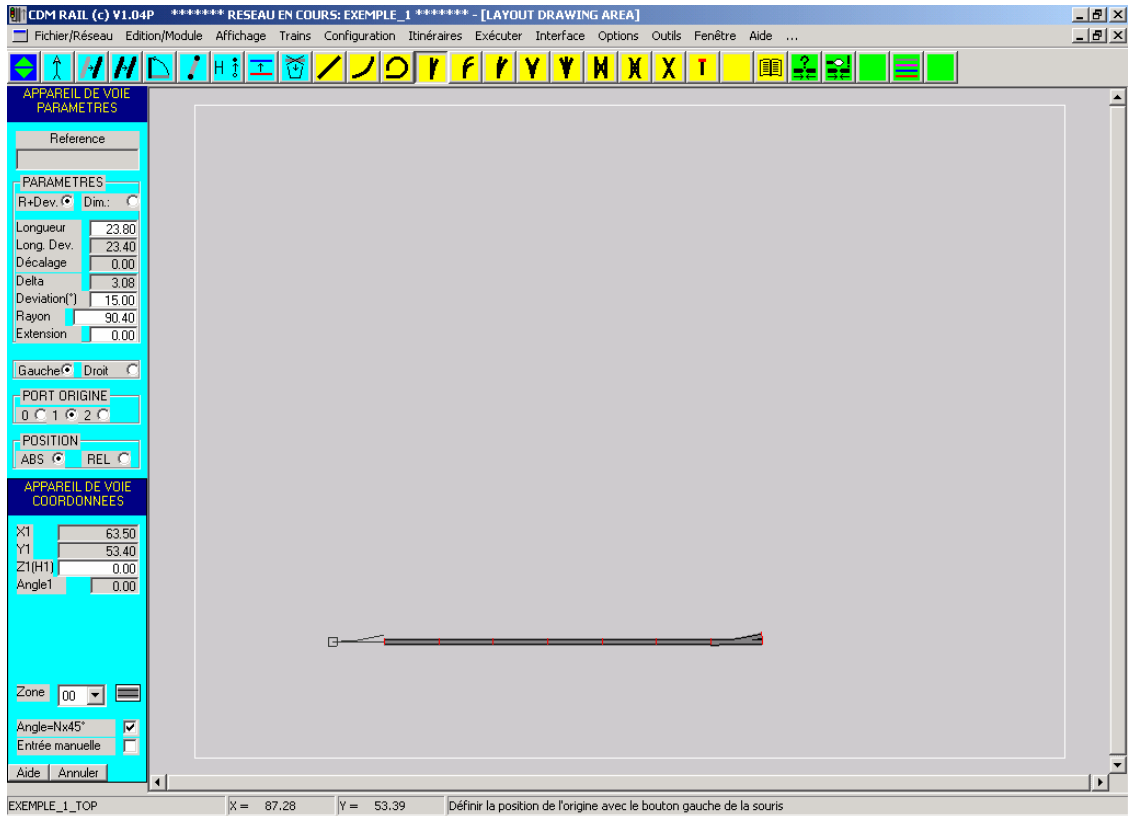 CDM RAIL (c) V1.04P ******* RESEAU EN COURS: EXEMPLE_1 ******* - [LAYOUT DRAWING AREA]
Fichier/Réseau Edition/Module Affichage Trains Configuration Itinéraires Exécuter Interface Options Outils Fenêtre Aide ...
H T ?
APPAREIL DE VOIE
PARAMETRES
Reference
PARAMETRES
R+Dev. Dim.:
Longueur 23.80
Long. Dev. 23.40
Décalage 0.00
Delta 3.08
Deviation(°) 15.00
Rayon 90.40
Extension 0.00
Gauche Droit
PORT ORIGINE
0 1 2
POSITION
ABS REL
APPAREIL DE VOIE
COORDONNEES
X1 63.50
Y1 53.40
Z1(H1) 0.00
Angle1 0.00
Zone 00
Angle=Nx45°
Entrée manuelle
Aide Annuler
EXEMPLE_1_TOP X = 87.28 Y = 53.39 Définir la position de l'origine avec le bouton gauche de la souris